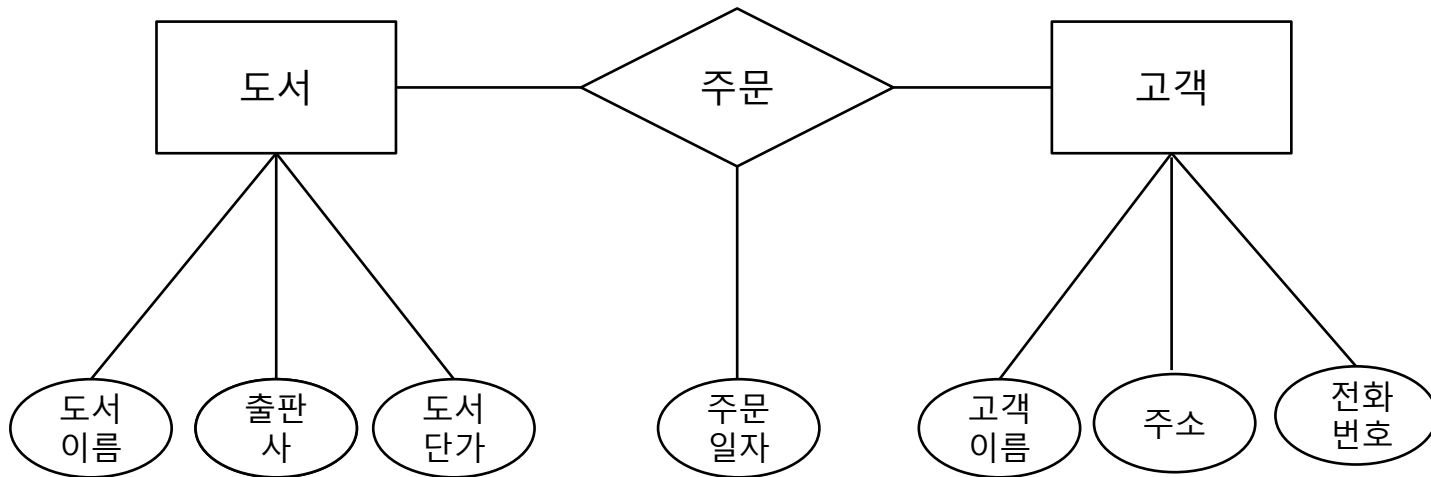 도서
주문
고객
도서
이름
출판
사
도서
단가
주문
일자
고객
이름
주소
전화
번호